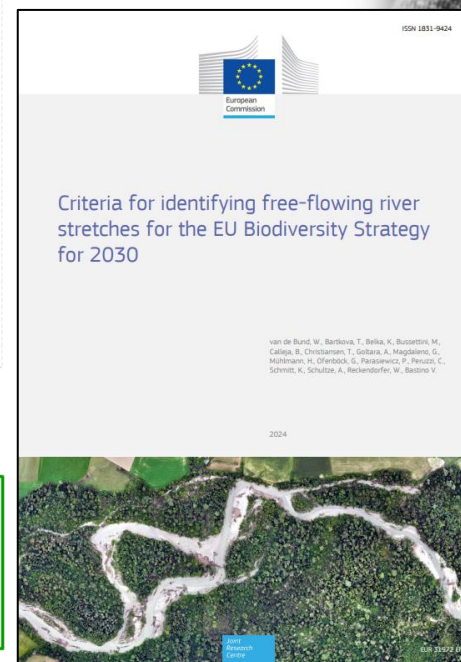 ISSN 1831-9424
European
Commission
Criteria for identifying free-flowing river
stretches for the EU Biodiversity Strategy
for 2030
van de Bund, W., Bartkova, T., Belka, K., Bussettini, M.,
Calleja, B., Christiansen, T., Goltara, A., Magdaleno, G.,
Mühlmann, H., Ofenböck, G., Parasiewicz, P., Peruzzi, C.,
Schmitt, K., Schultze, A., Reckendorfer, W., Bastino V.
2024
Joint
Research
Centre
EUR 31972 EN